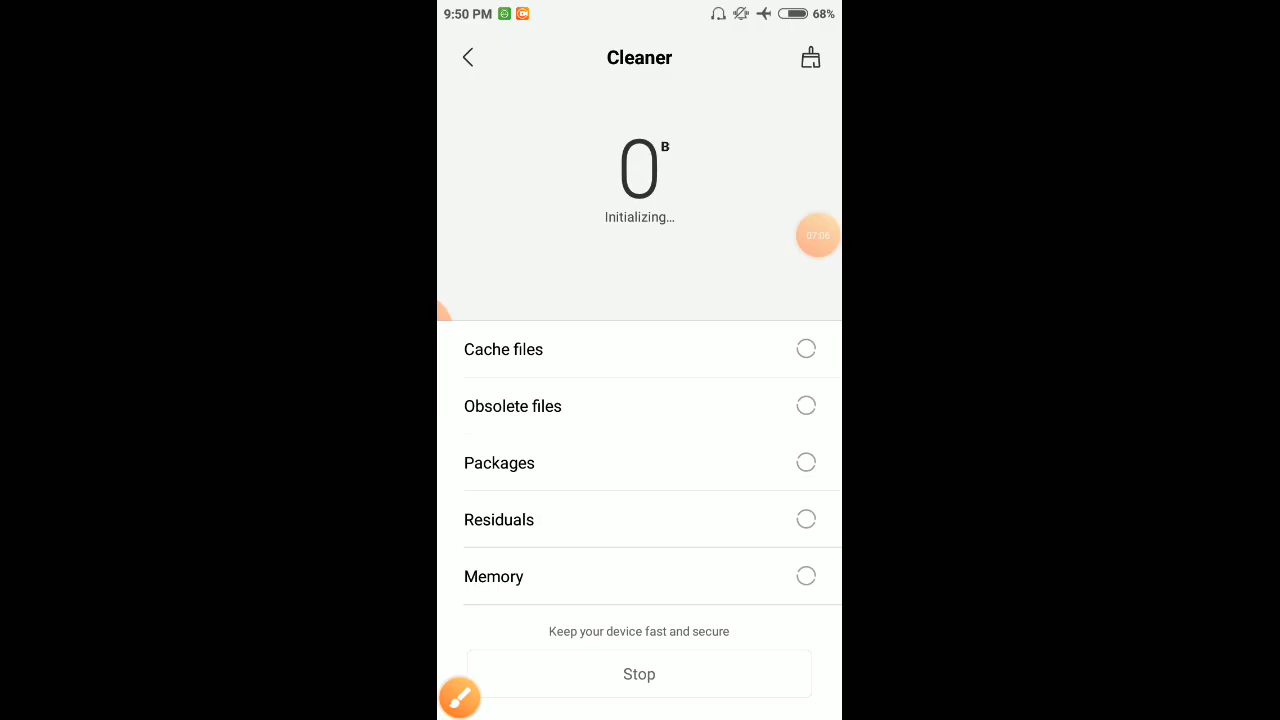 9:50 PM 68%
Cleaner
0 B
Initializing...
07:06
Cache files
Obsolete files
Packages
Residuals
Memory
Keep your device fast and secure
Stop